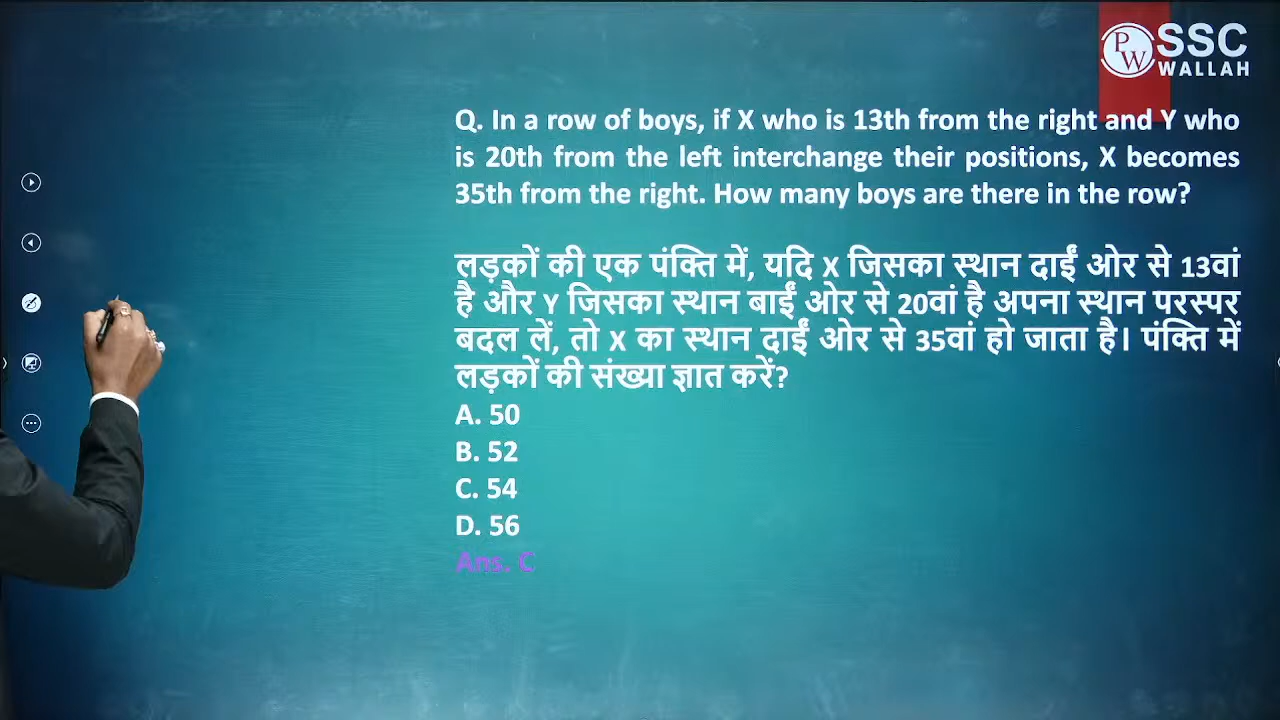 PW SSC
WALLAH
Q. In a row of boys, if X who is 13th from the right and Y who
is 20th from the left interchange their positions, X becomes
35th from the right. How many boys are there in the row?
लड़कों की एक पंक्ति में, यदि X जिसका स्थान दाईं ओर से 13वां
है और Y जिसका स्थान बाईं ओर से 20वां है अपना स्थान परस्पर
बदल लें, तो X का स्थान दाईं ओर से 35वां हो जाता है। पंक्ति में
लड़कों की संख्या ज्ञात करें?
A. 50
B. 52
C. 54
D. 56
Ans. C